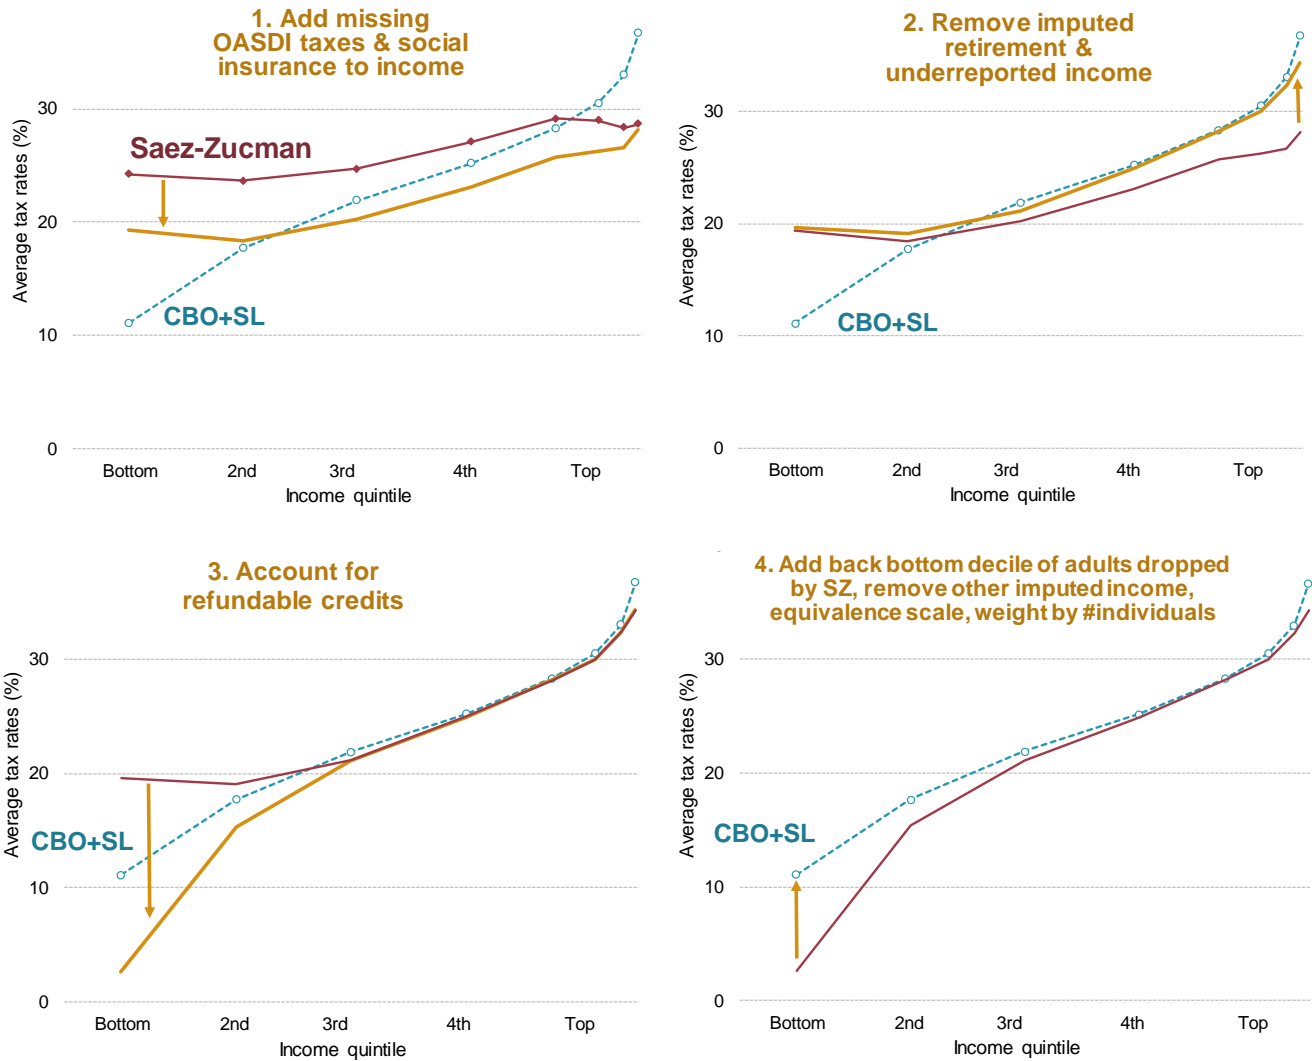 1. Add missing
OASDI taxes & social
insurance to income
Average tax rates (%)
30
20
10
0
Saez-Zucman
CBO+SL
Bottom
2nd
3rd
4th
Top
Income quintile
2. Remove imputed
retirement &
underreported income
Average tax rates (%)
30
20
10
0
CBO+SL
Bottom
2nd
3rd
4th
Top
Income quintile
3. Account for
refundable credits
Average tax rates (%)
30
20
10
0
CBO+SL
Bottom
2nd
3rd
4th
Top
Income quintile
4. Add back bottom decile of adults dropped
by SZ, remove other imputed income,
equivalence scale, weight by #individuals
Average tax rates (%)
30
20
10
0
CBO+SL
Bottom
2nd
3rd
4th
Top
Income quintile